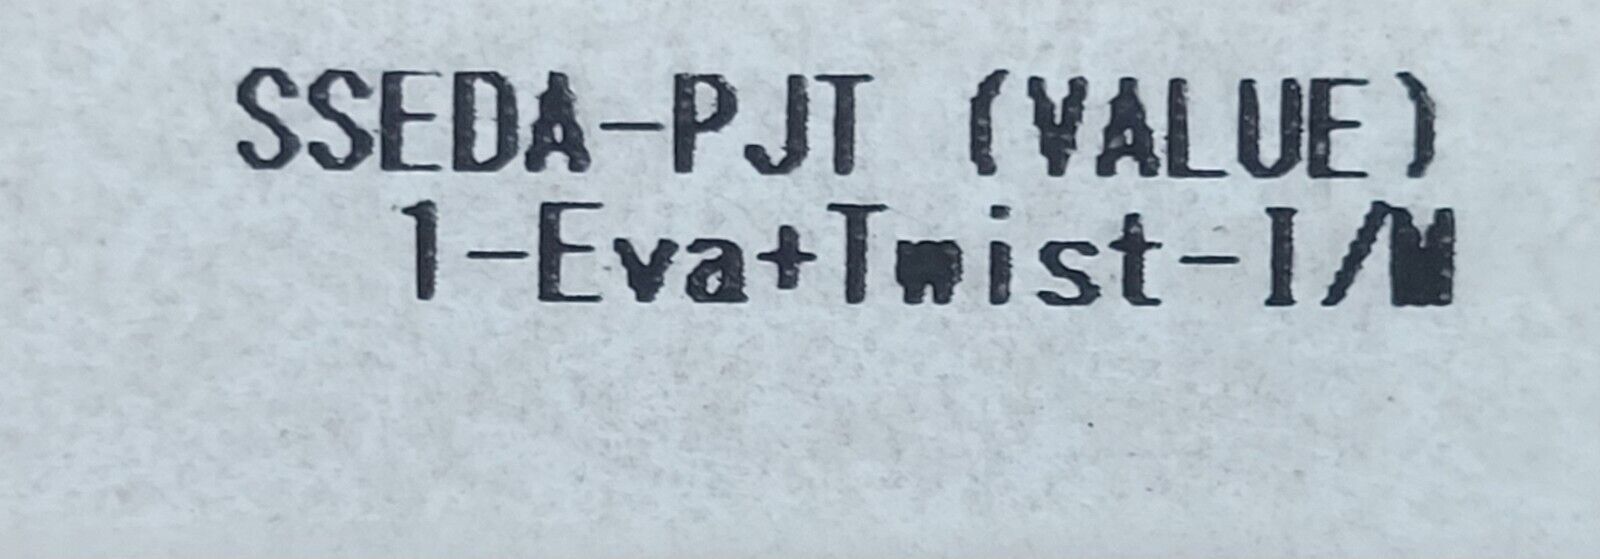 SSEDA-PJT (VALUE)
1-Eva+Twist-I/M